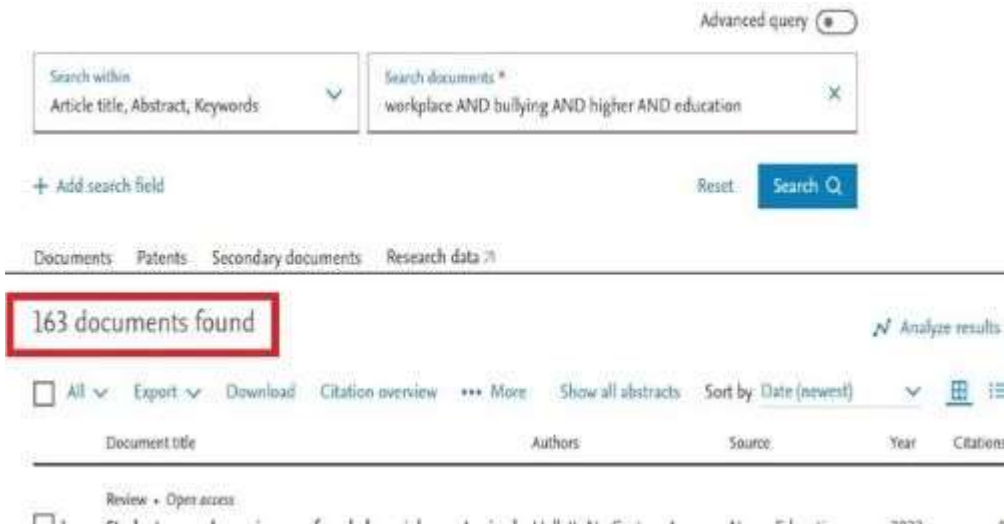 Advanced query
Search within
Article title, Abstract, Keywords
Search documents *
workplace AND bullying AND higher AND education
+ Add search field
Reset
Search
Documents Patents Secondary documents Research data
163 documents found
Analyze results
All Export Download Citation overview ••• More Show all abstracts Sort by Date (newest)
Document title Authors Source Year Citations
Review • Open access